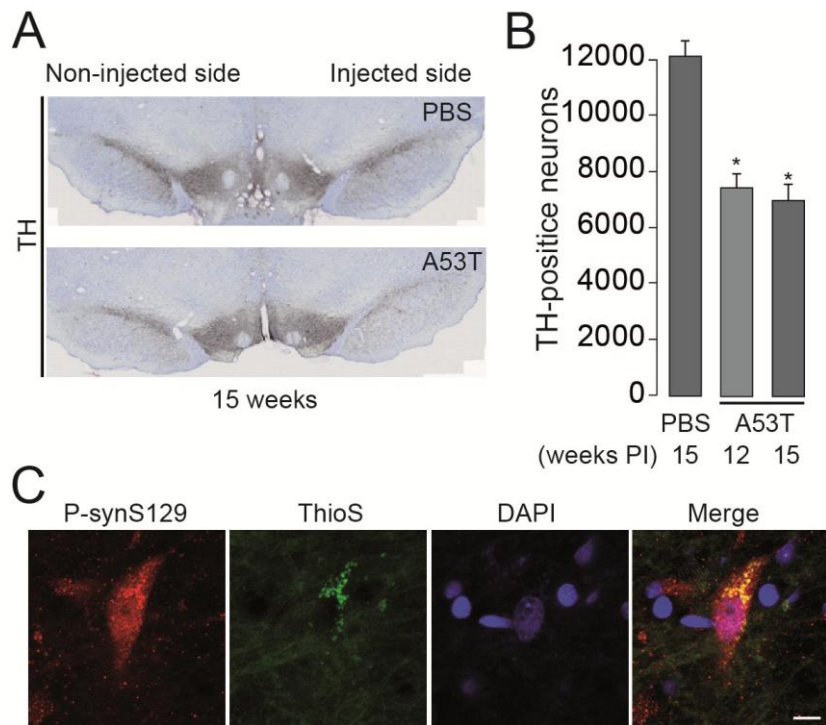 A
Non-injected side Injected side
PBS
TH
A53T
15 weeks
B
TH-positice neurons
12000
10000
8000
6000
4000
2000
0
*
*
PBS A53T
(weeks PI) 15 12 15
C
P-synS129 ThioS DAPI Merge